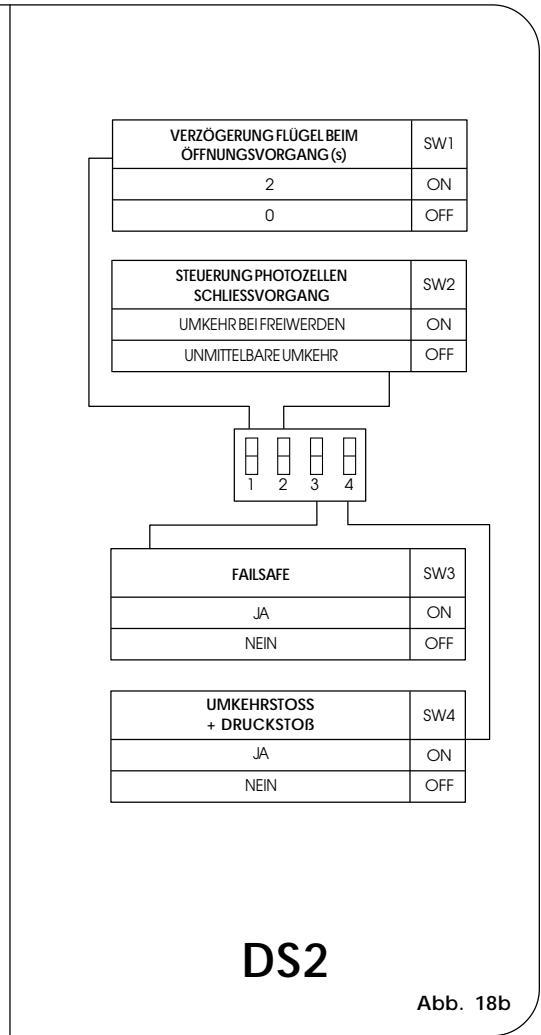 VERZÖGERUNG FLÜGEL BEIM
ÖFFNUNGSVORGANG (s) SW1
2 ON
0 OFF
STEUERUNG PHOTOZELLEN
SCHLIESSVORGANG SW2
UMKEHR BEI FREIWERDEN ON
UNMITTELBARE UMKEHR OFF
1 2 3 4
FAILSAFE SW3
JA ON
NEIN OFF
UMKEHRSTOSS
+ DRUCKSTOß SW4
JA ON
NEIN OFF
DS2
Abb. 18b